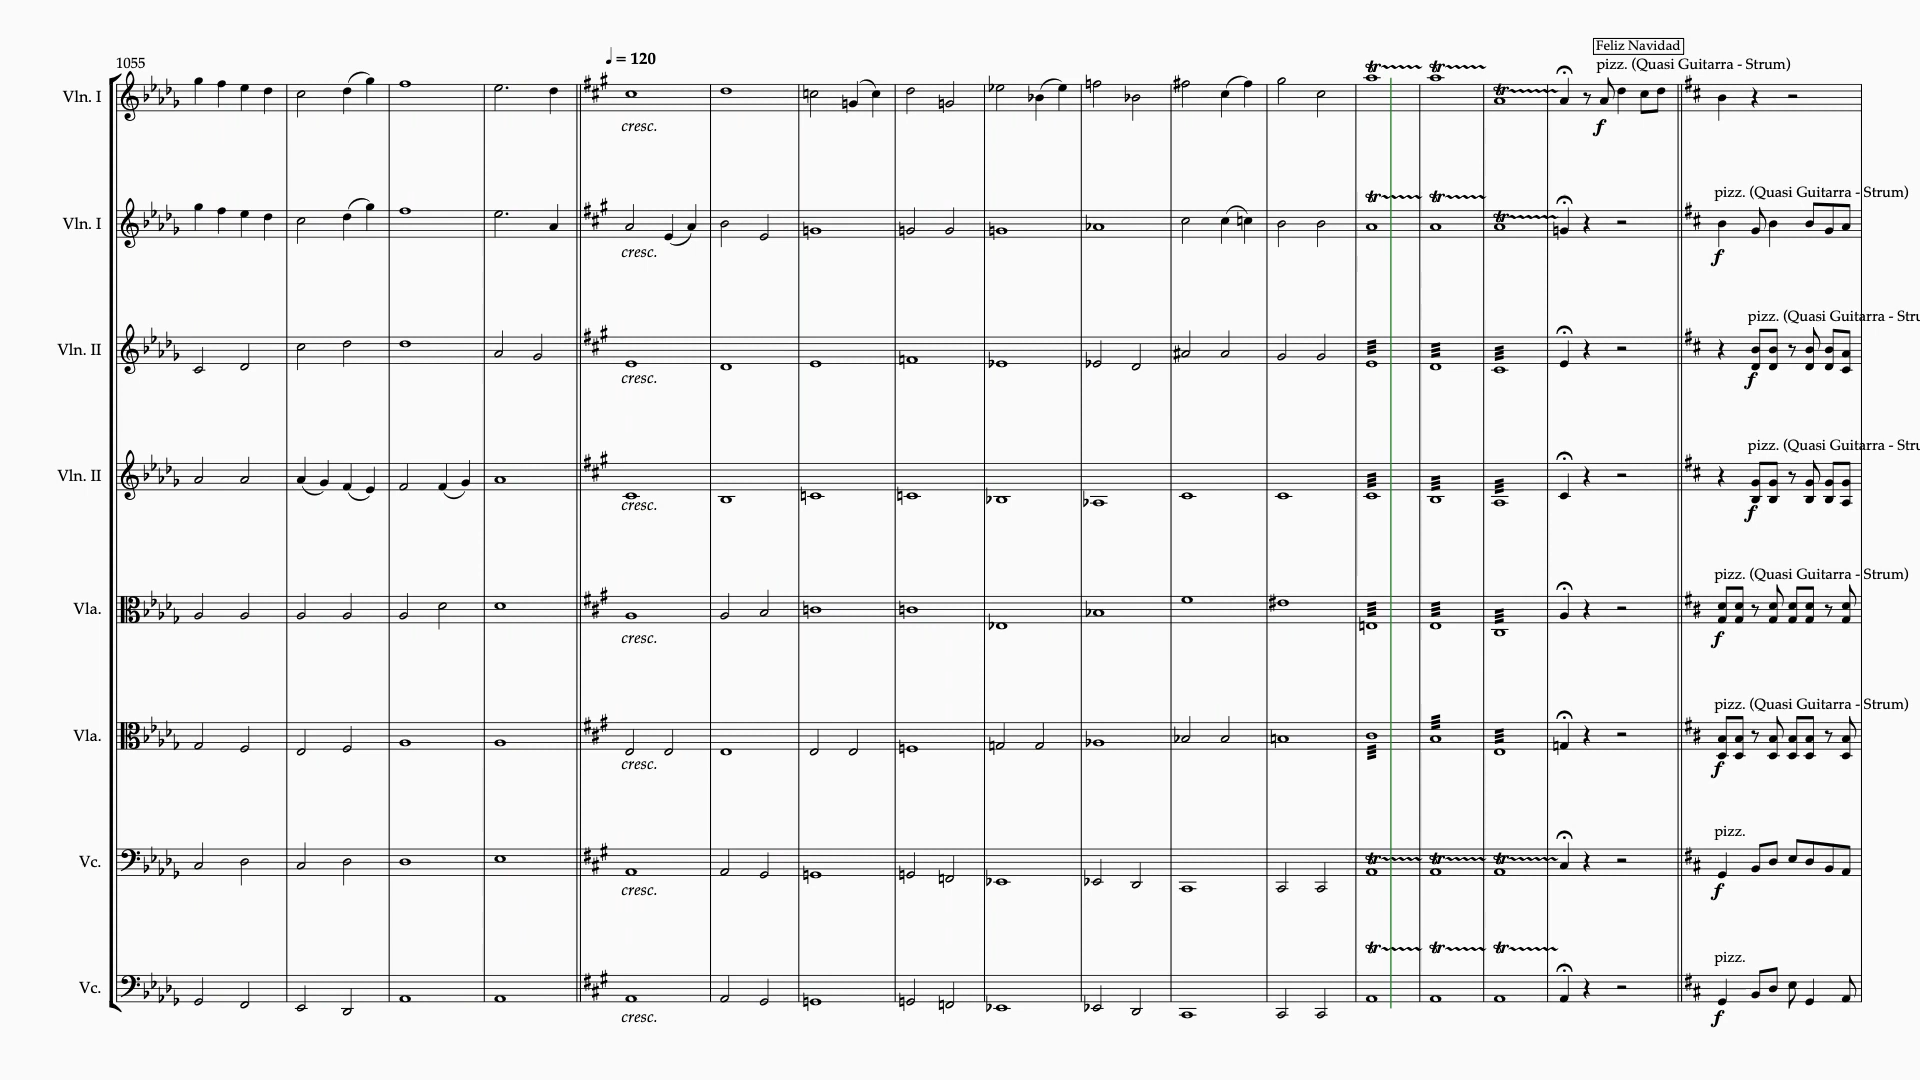 Feliz Navidad
1055
♩ = 120
pizz. (Quasi Guitarra - Strum)
Vln. I
cresc.
f
pizz. (Quasi Guitarra - Strum)
Vln. I
cresc.
f
pizz. (Quasi Guitarra - Stru
Vln. II
cresc.
f
pizz. (Quasi Guitarra - Stru
Vln. II
cresc.
f
pizz. (Quasi Guitarra - Strum)
Vla.
cresc.
f
pizz. (Quasi Guitarra - Strum)
Vla.
cresc.
f
pizz.
Vc.
cresc.
f
pizz.
Vc.
cresc.
f